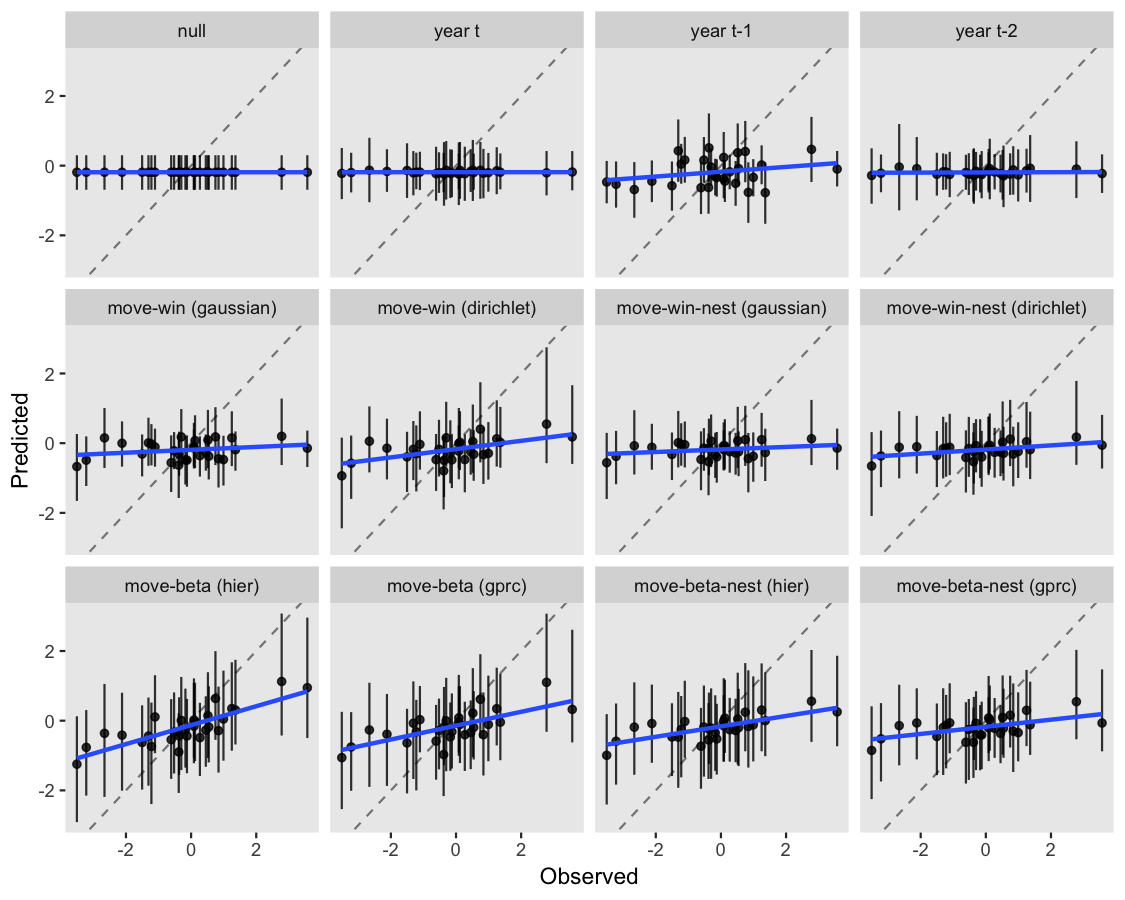 null year t year t-1 year t-2
2
0
-2
move-win (gaussian) move-win (dirichlet) move-win-nest (gaussian) move-win-nest (dirichlet)
2
0
-2
Predicted
move-beta (hier) move-beta (gprc) move-beta-nest (hier) move-beta-nest (gprc)
2
0
-2
-2 0 2 -2 0 2 -2 0 2 -2 0 2
Observed